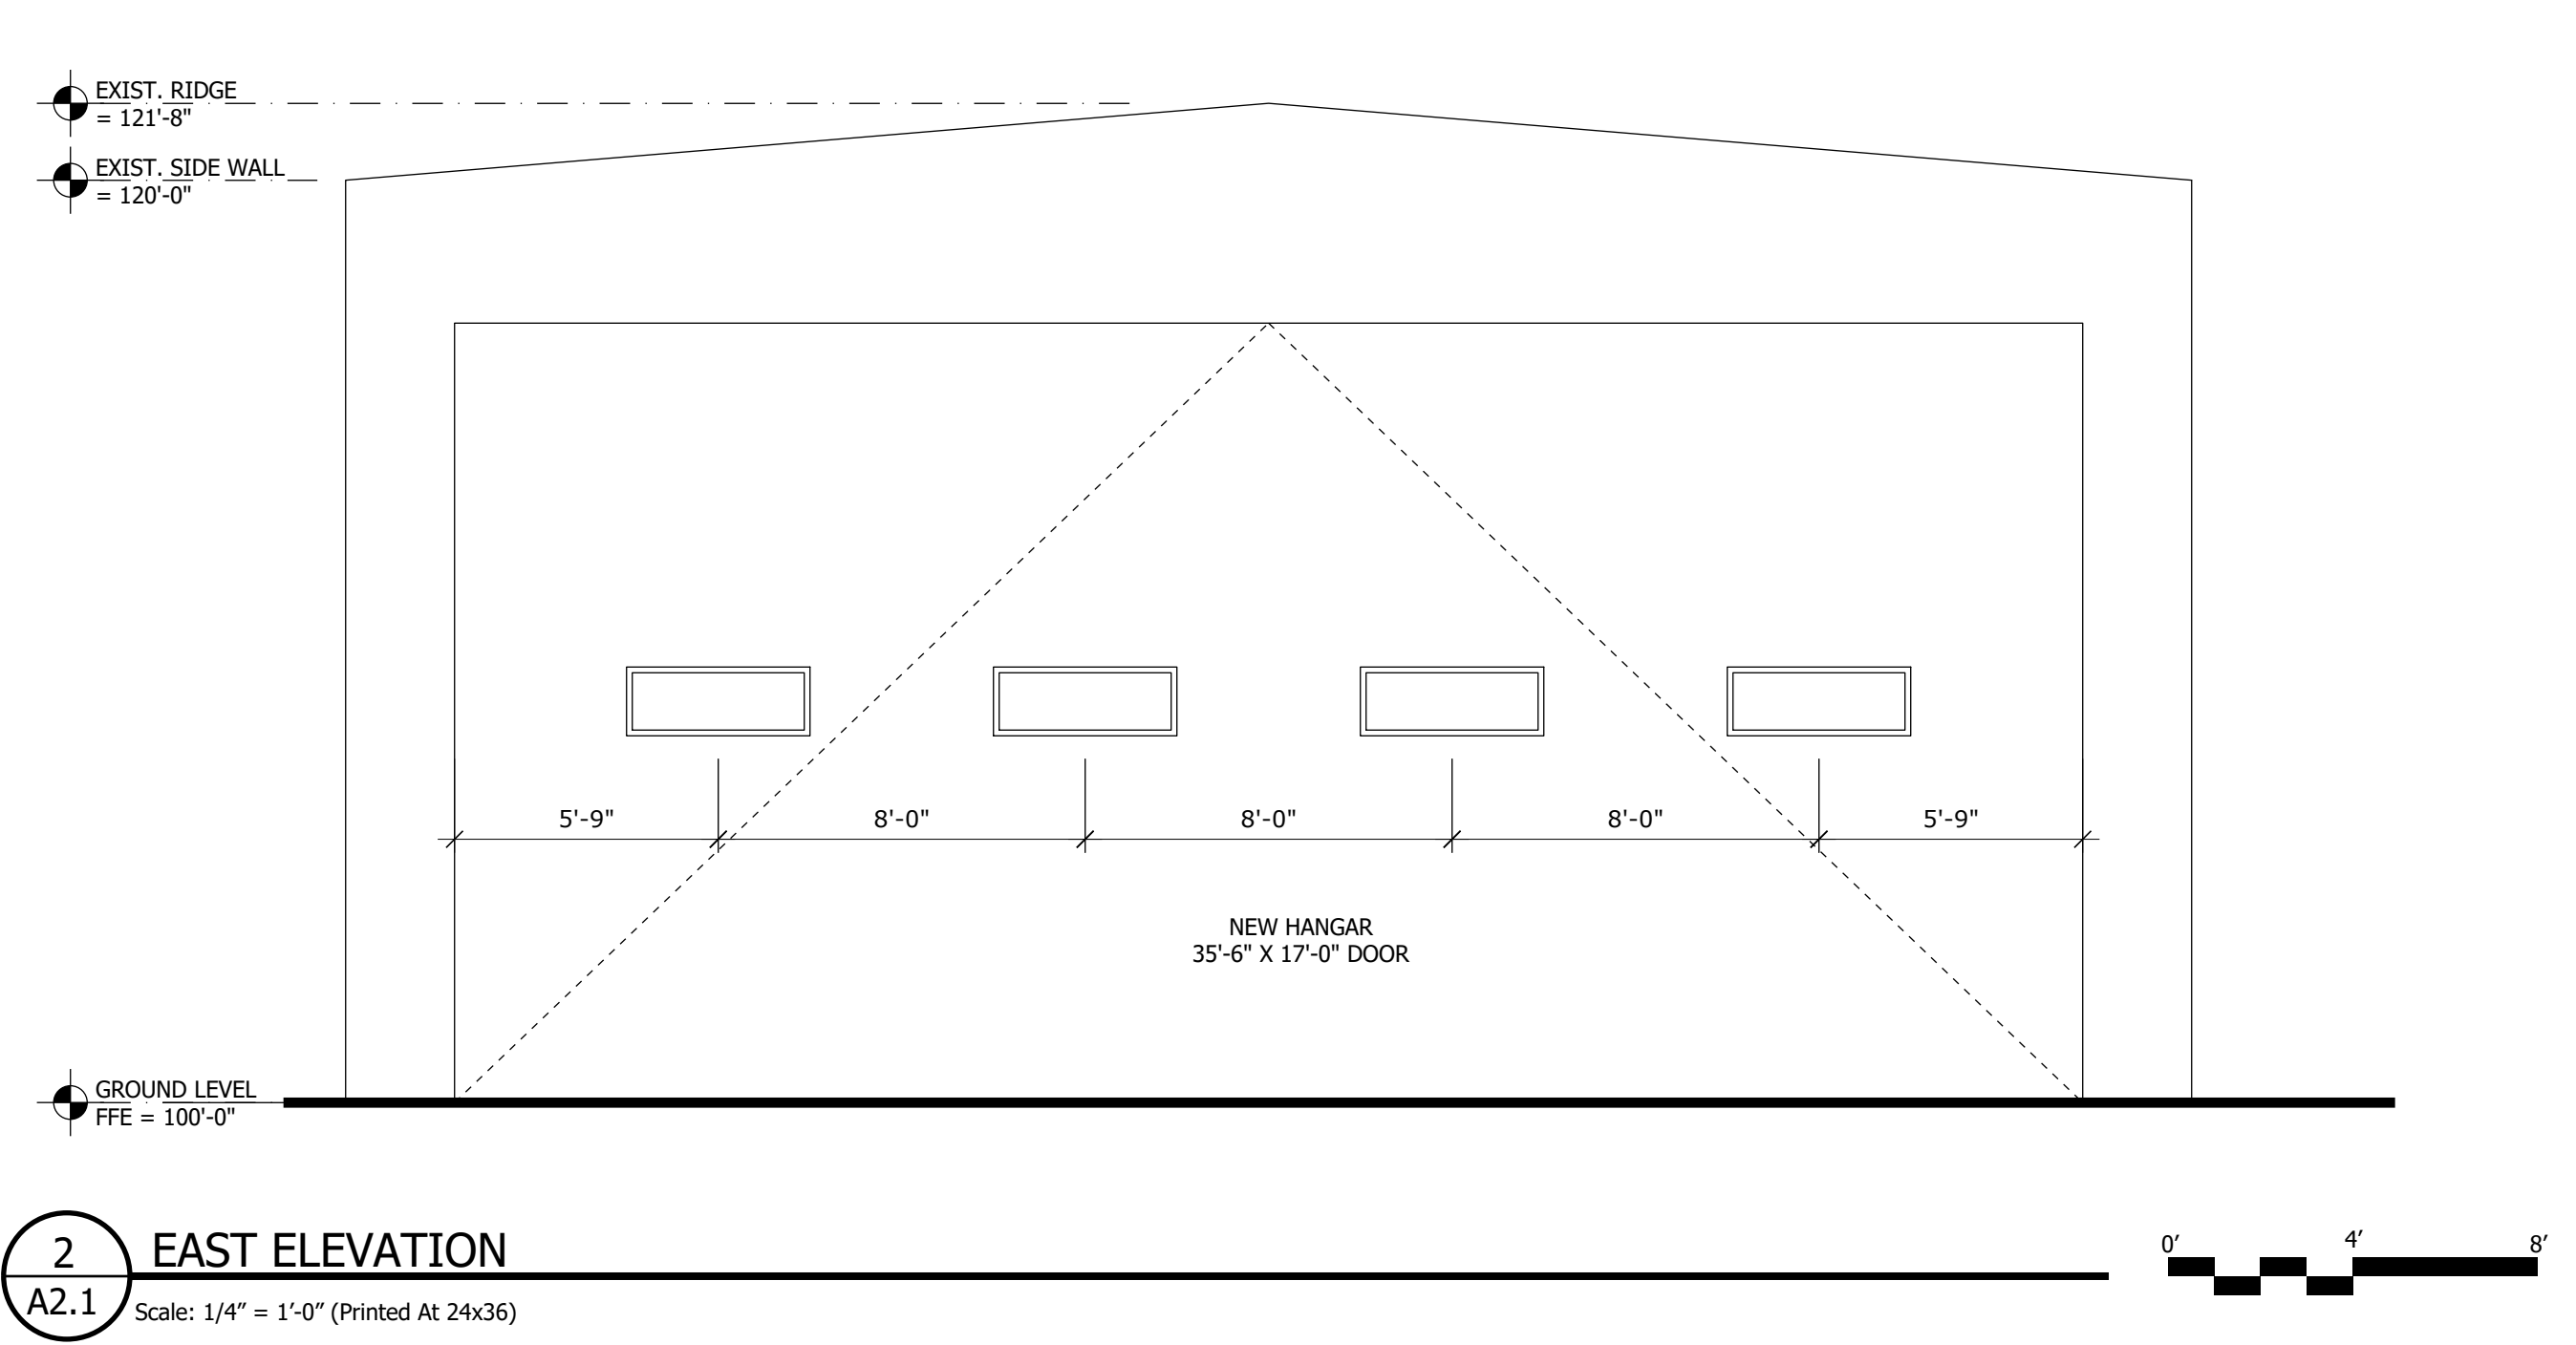 EXIST. RIDGE
= 121'-8"
EXIST. SIDE WALL
= 120'-0"
5'-9" 8'-0" 8'-0" 8'-0" 5'-9"
NEW HANGAR
35'-6" X 17'-0" DOOR
GROUND LEVEL
FFE = 100'-0"
2
A2.1
EAST ELEVATION
Scale: 1/4″ = 1′-0″ (Printed At 24x36)
0′ 4′ 8′